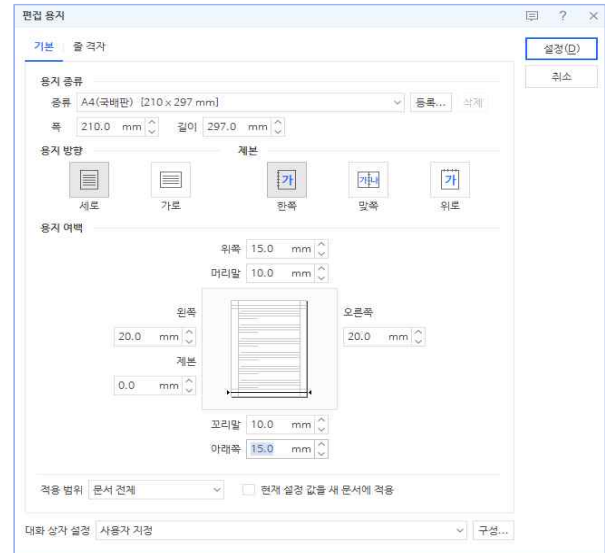 편집 용지
기본 줄 격자
설정(D)
취소
용지 종류
종류 A4(국배판) [210 x 297 mm] 등록... 삭제
폭 210.0 mm 길이 297.0 mm
용지 방향 제본
가 가 나 가
세로 가로 한쪽 맞쪽 위로
용지 여백
위쪽 15.0 mm
머리말 10.0 mm
왼쪽 오른쪽
20.0 mm 20.0 mm
제본
0.0 mm
꼬리말 10.0 mm
아래쪽 15.0 mm
적용 범위 문서 전체 현재 설정 값을 새 문서에 적용
대화 상자 설정 사용자 지정 구성...